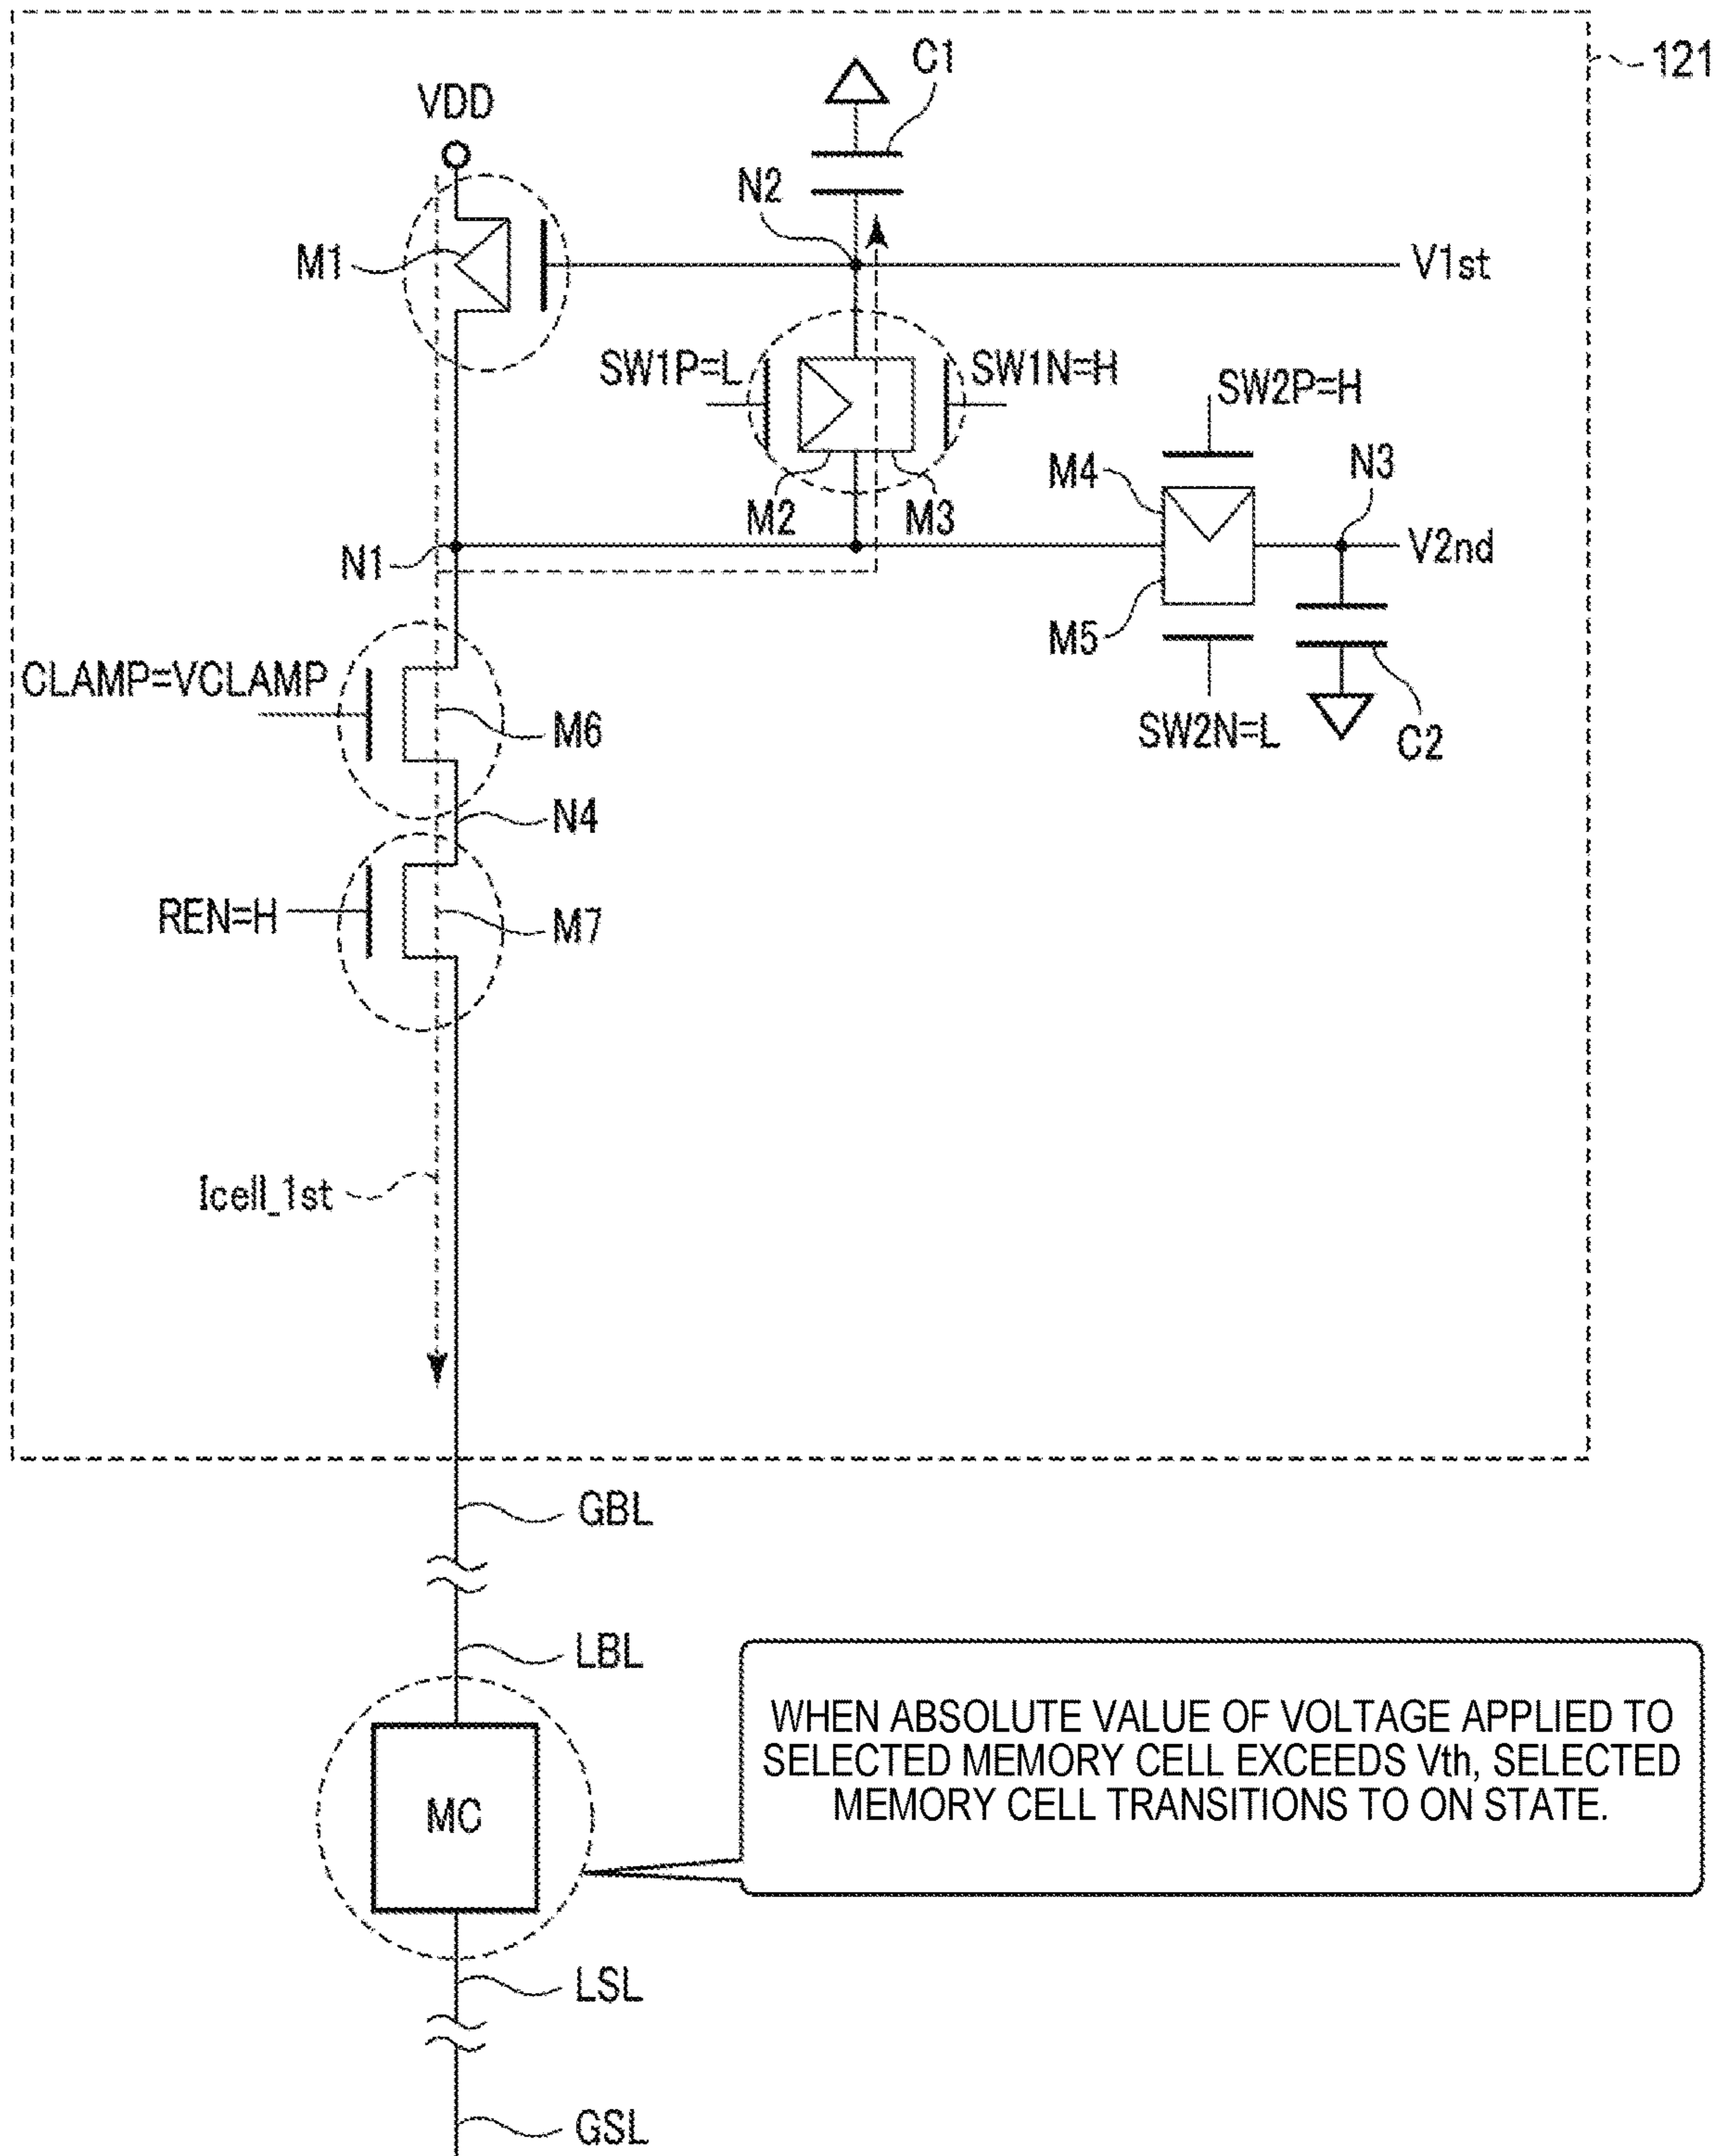 121
C1
VDD
N2
M1
V1st
SW1P=L
SW1N=H
SW2P=H
M4
N3
M2
M3
N1
V2nd
M5
CLAMP=VCLAMP
M6
SW2N=L
C2
N4
REN=H
M7
Icell_1st
GBL
LBL
WHEN ABSOLUTE VALUE OF VOLTAGE APPLIED TO
SELECTED MEMORY CELL EXCEEDS Vth, SELECTED
MEMORY CELL TRANSITIONS TO ON STATE.
MC
LSL
GSL